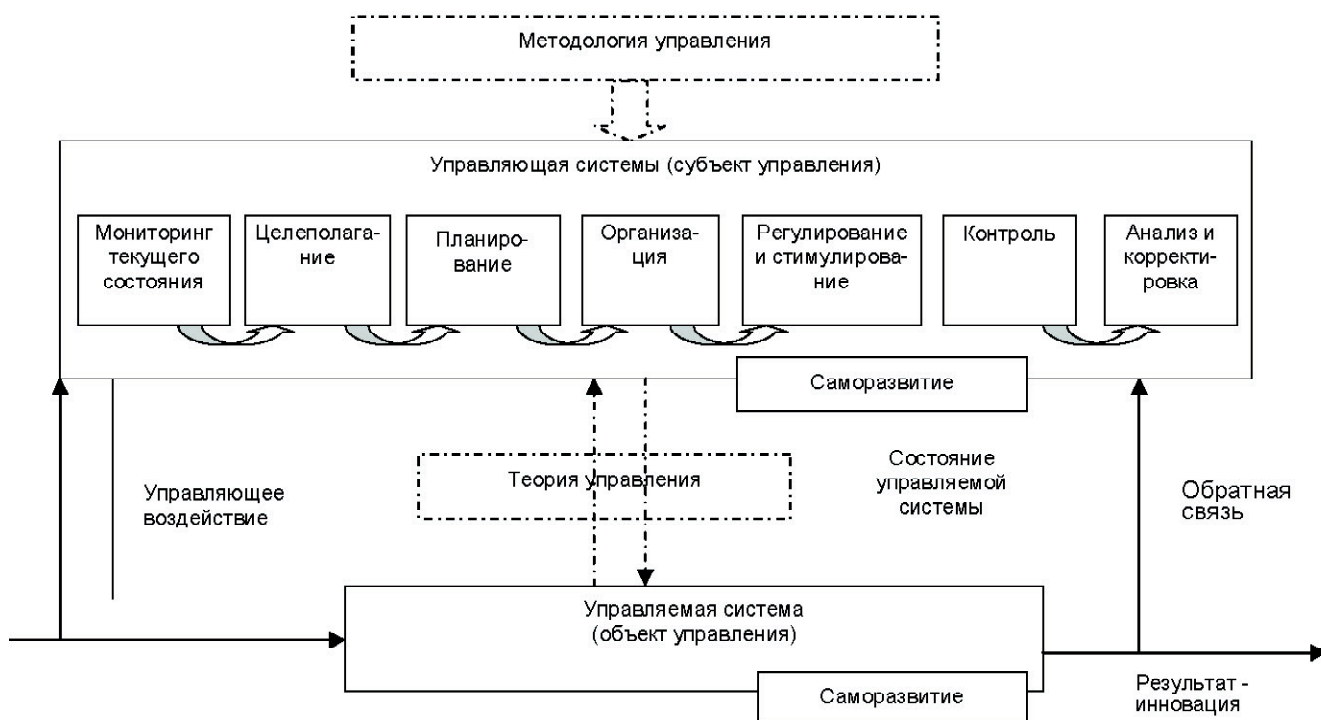 Методология управления
Управляющая системы (субъект управления)
Мониторинг
текущего
состояния
Целеполага-
ние
Планиро-
вание
Организа-
ция
Регулирование
и стимулирова-
ние
Контроль
Анализ и
корректи-
ровка
Саморазвитие
Теория управления
Состояние
управляемой
системы
Управляющее
воздействие
Обратная
связь
Управляемая система
(объект управления)
Саморазвитие
Результат -
инновация